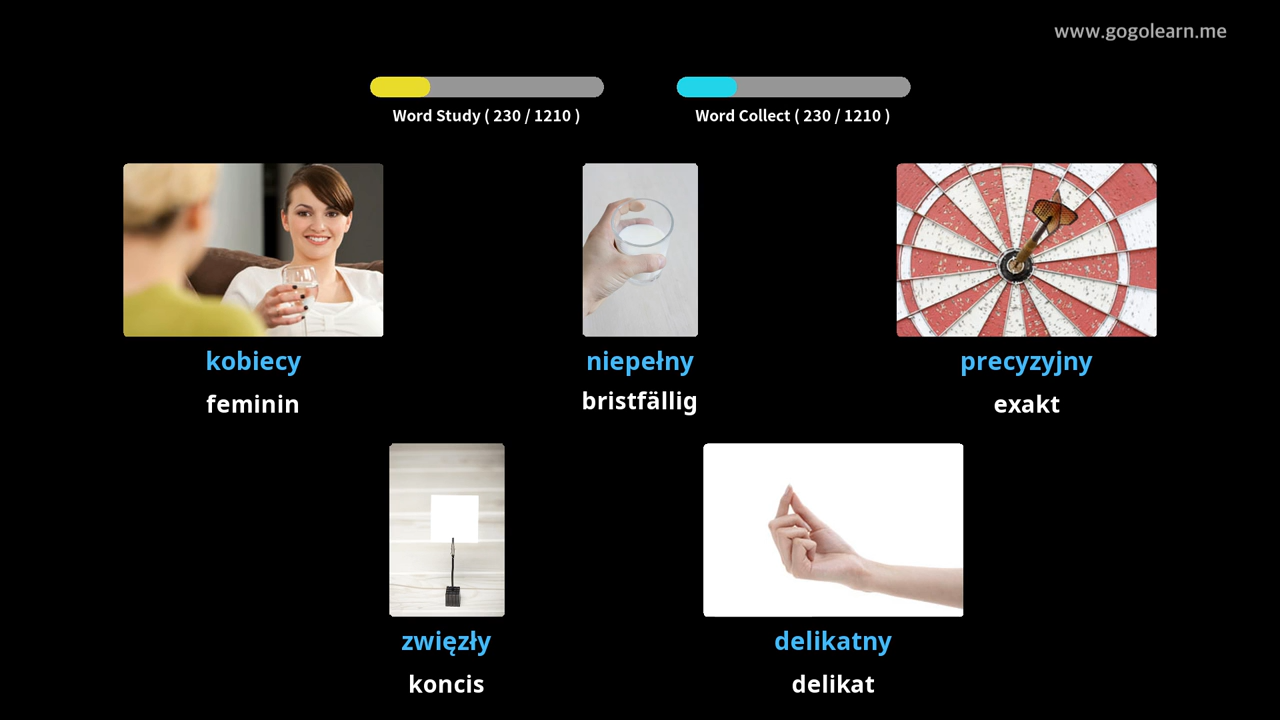 www.gogolearn.me
Word Study ( 230 / 1210 )
Word Collect ( 230 / 1210 )
kobiecy
feminin
niepełny
bristfällig
precyzyjny
exakt
zwięzły
koncis
delikatny
delikat